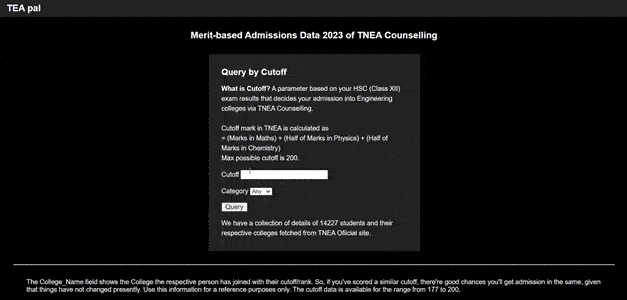 TEA pal
Merit-based Admissions Data 2023 of TNEA Counselling
Query by Cutoff
What is Cutoff? A parameter based on your HSC (Class XII)
exam results that decides your admission into Engineering
colleges via TNEA Counselling.
Cutoff mark in TNEA is calculated as
= (Marks in Maths) + (Half of Marks in Physics) + (Half of
Marks in Chemistry)
Max possible cutoff is 200.
Cutoff
Category Any
Query
We have a collection of details of 14227 students and their
respective colleges fetched from TNEA Official site.
The College_Name field shows the College the respective person has joined with their cutoff/rank. So, if you've scored a similar cutoff, there're good chances you'll get admission in the same, given
that things have not changed presently. Use this information for a reference purposes only. The cutoff data is available for the range from 177 to 200.